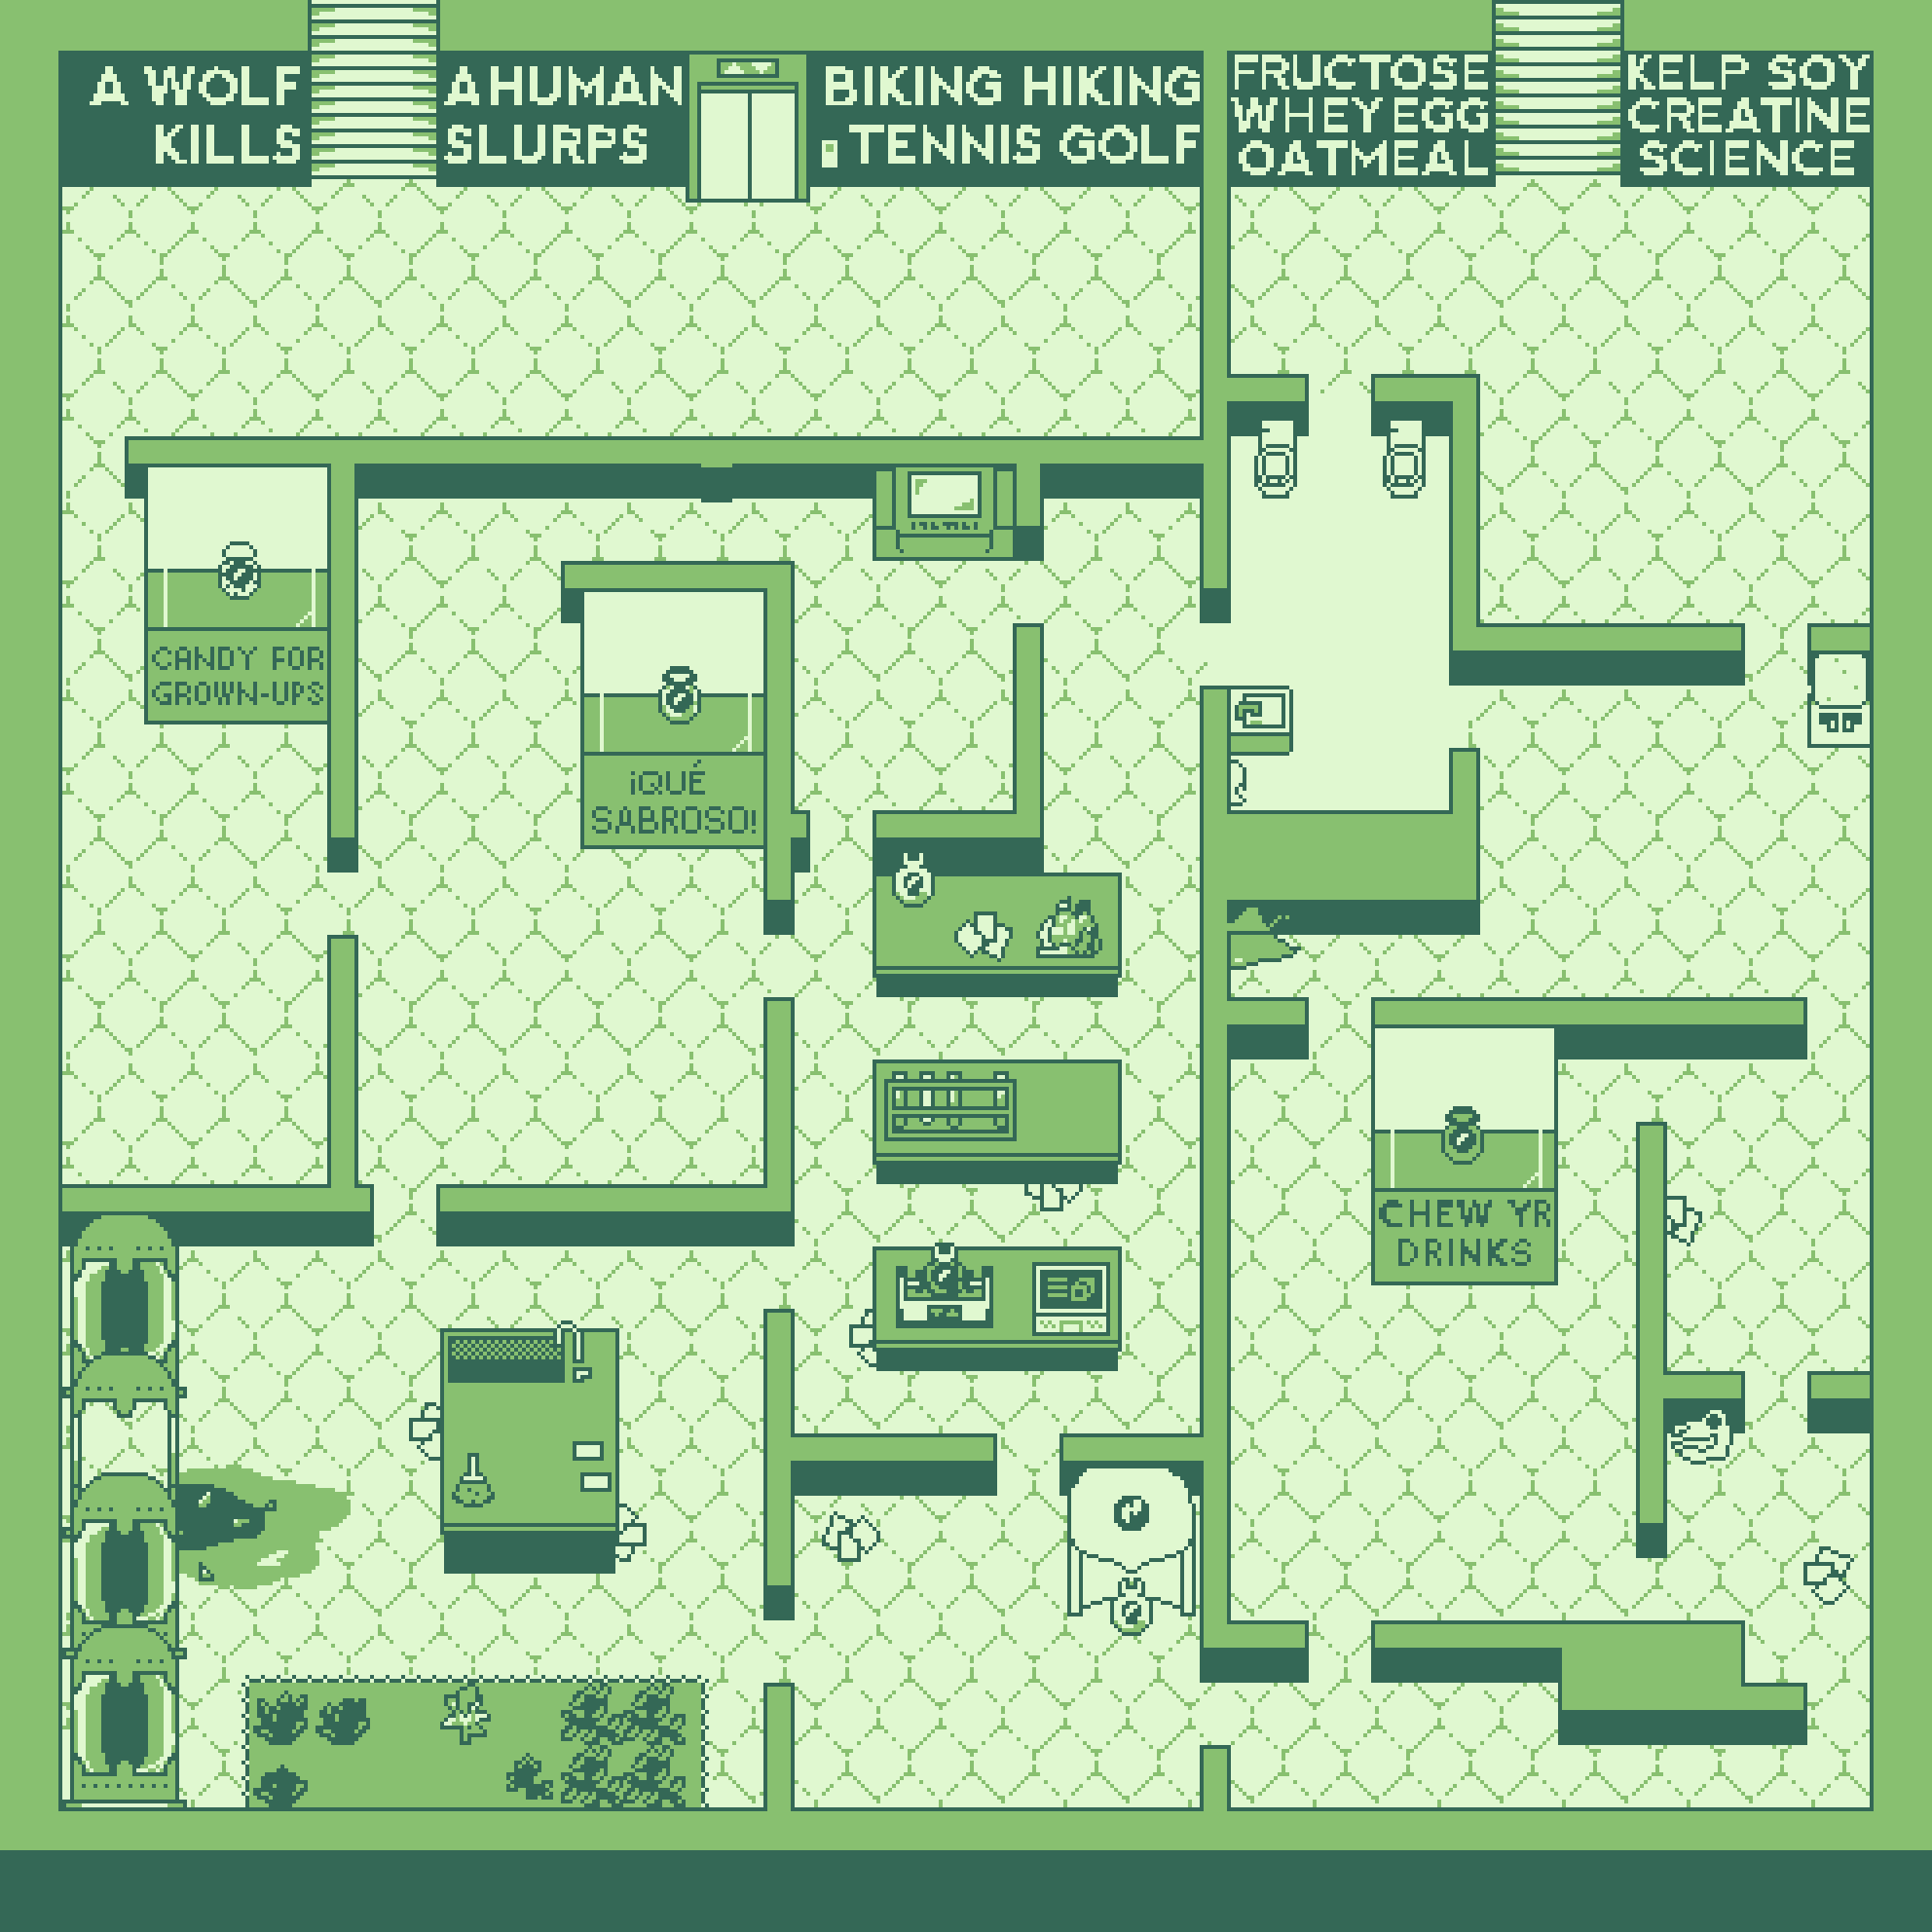 A WOLF
KILLS
A HUMAN
SLURPS
BIKING HIKING
TENNIS GOLF
FRUCTOSE
WHEY EGG
OATMEAL
KELP SOY
CREATINE
SCIENCE
CANDY FOR
GROWN-UPS
¡QUÉ
SABROSO!
CHEW YR
DRINKS